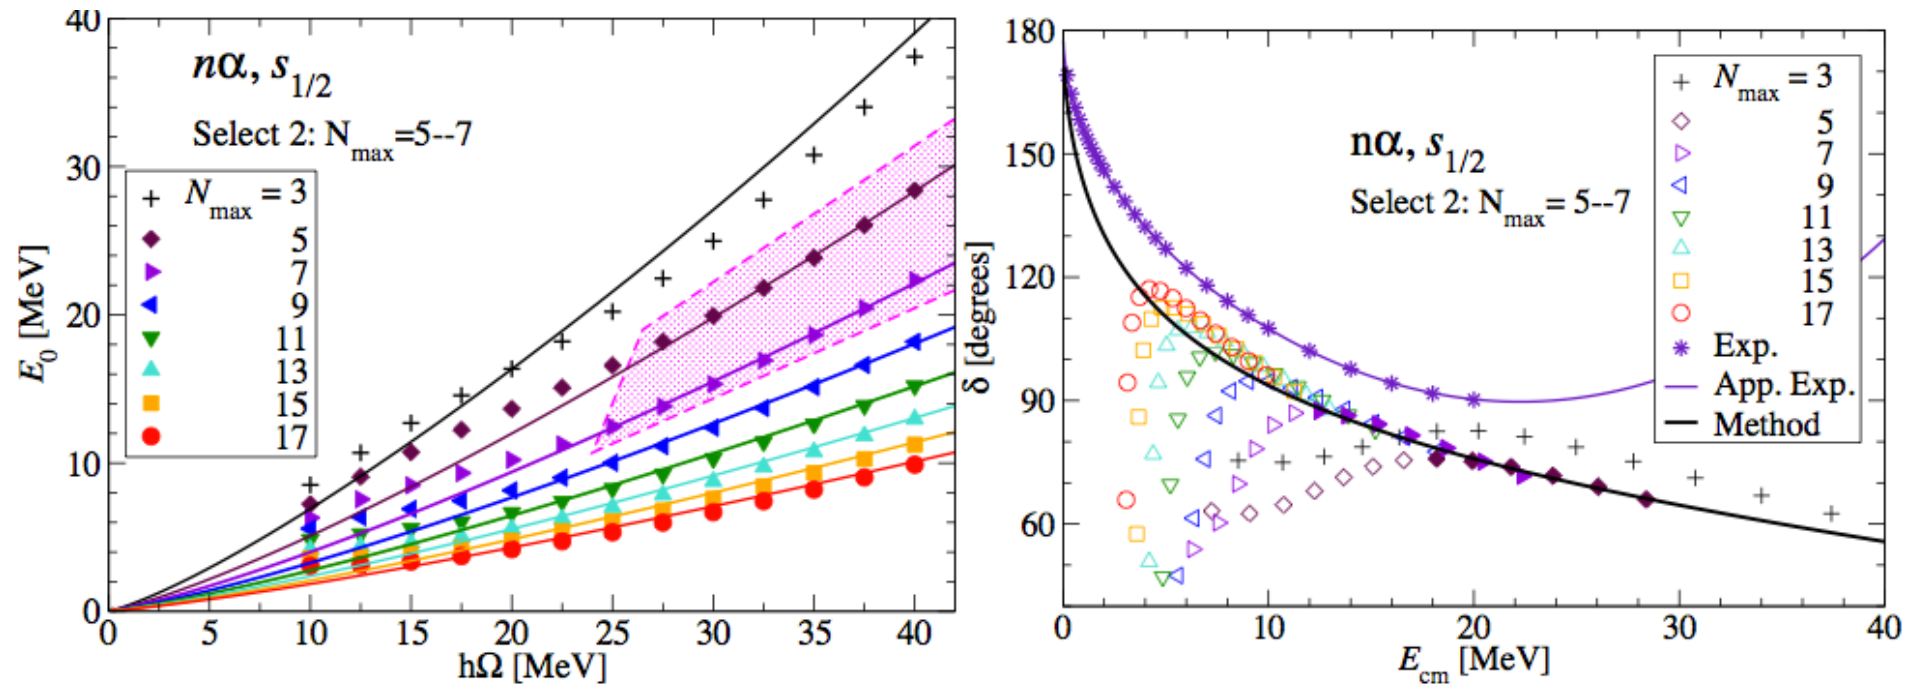 40
30
20
10
0
E0 [MeV]
nα, s1/2
Select 2: Nmax=5--7
Nmax = 3
5
7
9
11
13
15
17
0 5 10 15 20 25 30 35 40
hΩ [MeV]
180
150
120
90
60
δ [degrees]
nα, s1/2
Select 2: Nmax= 5--7
Nmax = 3
5
7
9
11
13
15
17
Exp.
App. Exp.
Method
0 10 20 30 40
Ecm [MeV]